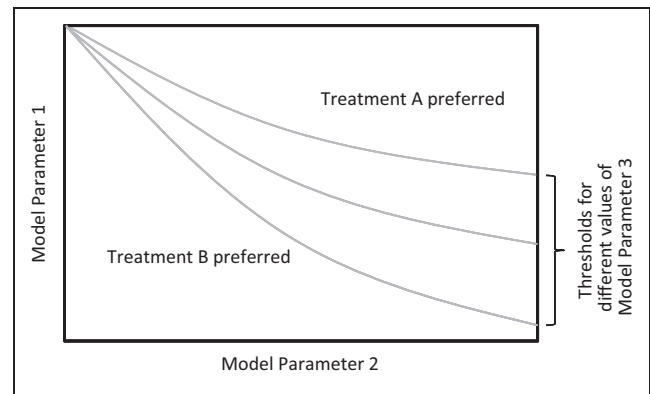 Treatment A preferred
Model Parameter 1
Treatment B preferred
Thresholds for
different values of
Model Parameter 3
Model Parameter 2